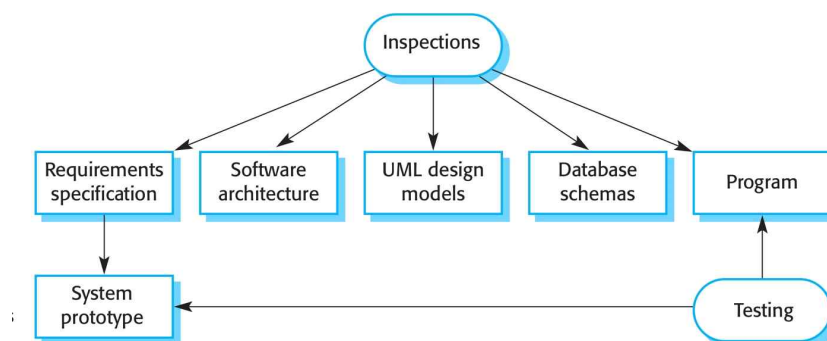 Inspections
Requirements
specification
Software
architecture
UML design
models
Database
schemas
Program
System
prototype
Testing